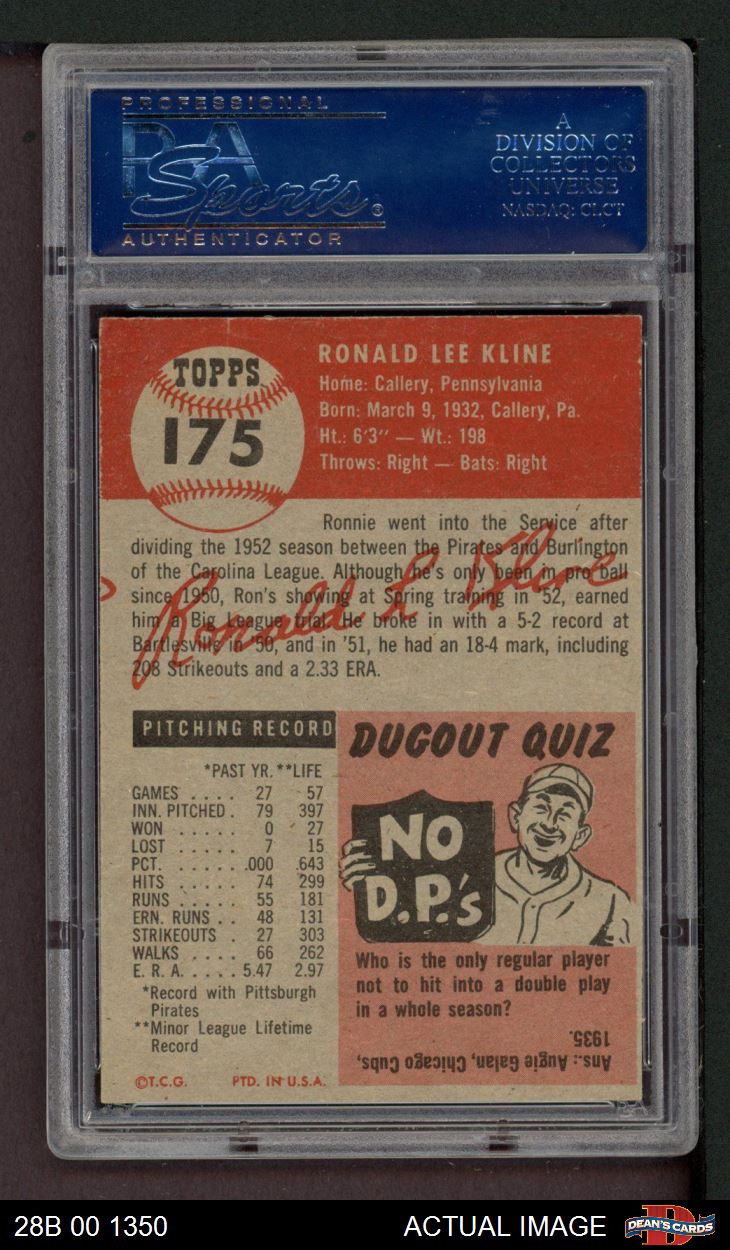 PROFESSIONAL
PSA
Sports®
AUTHENTICATOR
A
DIVISION OF
COLLECTORS
UNIVERSE
NASDAQ: CLCT
TOPPS
175
RONALD LEE KLINE
Home: Callery, Pennsylvania
Born: March 9, 1932, Callery, Pa.
Ht.: 6'3" — Wt.: 198
Throws: Right — Bats: Right
Ronnie went into the Service after
dividing the 1952 season between the Pirates and Burlington
of the Carolina League. Although he's only been in pro ball
since 1950, Ron's showing at Spring training in '52, earned
him a Big League trial. He broke in with a 5-2 record at
Bartlesville in '50, and in '51, he had an 18-4 mark, including
208 Strikeouts and a 2.33 ERA.
Ronald L Kline
PITCHING RECORD
*PAST YR. **LIFE
GAMES . . . . 27 57
INN. PITCHED . 79 397
WON . . . . . 0 27
LOST . . . . . 7 15
PCT. . . . . . .000 .643
HITS . . . . . 74 299
RUNS . . . . . 55 181
ERN. RUNS . . 48 131
STRIKEOUTS . 27 303
WALKS . . . . 66 262
E. R. A. . . . . 5.47 2.97
*Record with Pittsburgh
Pirates
**Minor League Lifetime
Record
©T.C.G. PTD. IN U.S.A.
DUGOUT QUIZ
NO
D.P.'s
Who is the only regular player
not to hit into a double play
in a whole season?
Ans.: Augie Galan, Chicago Cubs,
1935.
28B 00 1350
ACTUAL IMAGE
D
DEAN'S CARDS